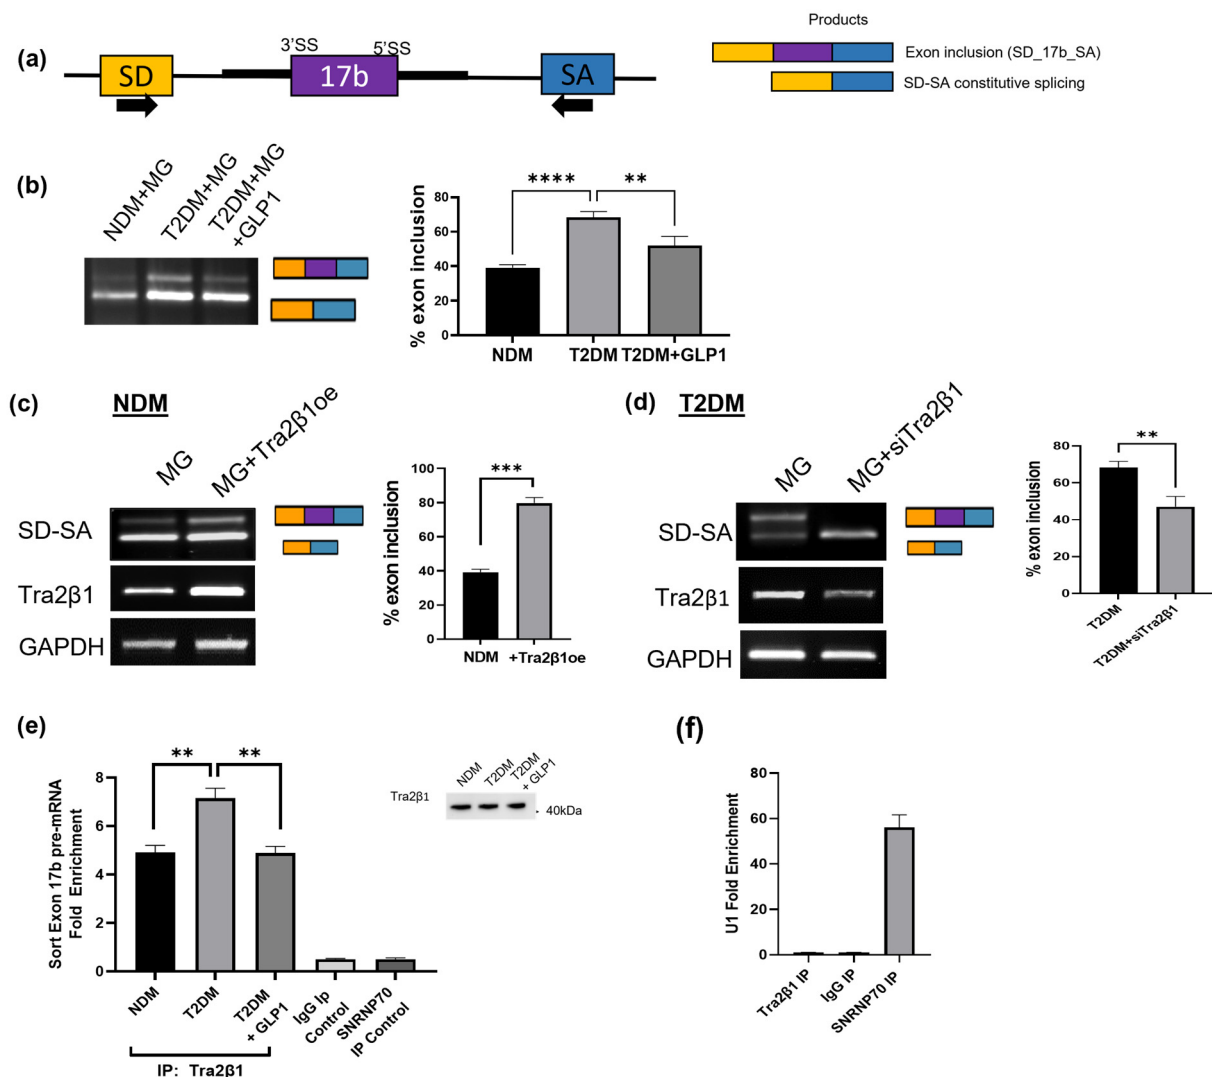 Products
(a)
SD
3'SS
17b
5'SS
SA
Exon inclusion (SD_17b_SA)
SD-SA constitutive splicing
(b)
NDM+MG
T2DM+MG
T2DM+MG
+GLP1
% exon inclusion
80
60
40
20
0
****
**
NDM
T2DM
T2DM+GLP1
(c)
NDM
MG
MG+Tra2β1oe
SD-SA
Tra2β1
GAPDH
% exon inclusion
100
80
60
40
20
0
***
NDM
+Tra2β1oe
(d)
T2DM
MG
MG+siTra2β1
SD-SA
Tra2β1
GAPDH
% exon inclusion
80
60
40
20
0
**
T2DM
T2DM+siTra2β1
(e)
Sort Exon 17b pre-mRNA
Fold Enrichment
8
6
4
2
0
**
**
NDM
T2DM
T2DM
+ GLP1
IgG Ip
Control
SNRNP70
IP Control
IP: Tra2β1
Tra2β1
NDM
T2DM
T2DM
+ GLP1
40kDa
(f)
U1 Fold Enrichment
80
60
40
20
0
Tra2β1 IP
IgG IP
SNRNP70 IP